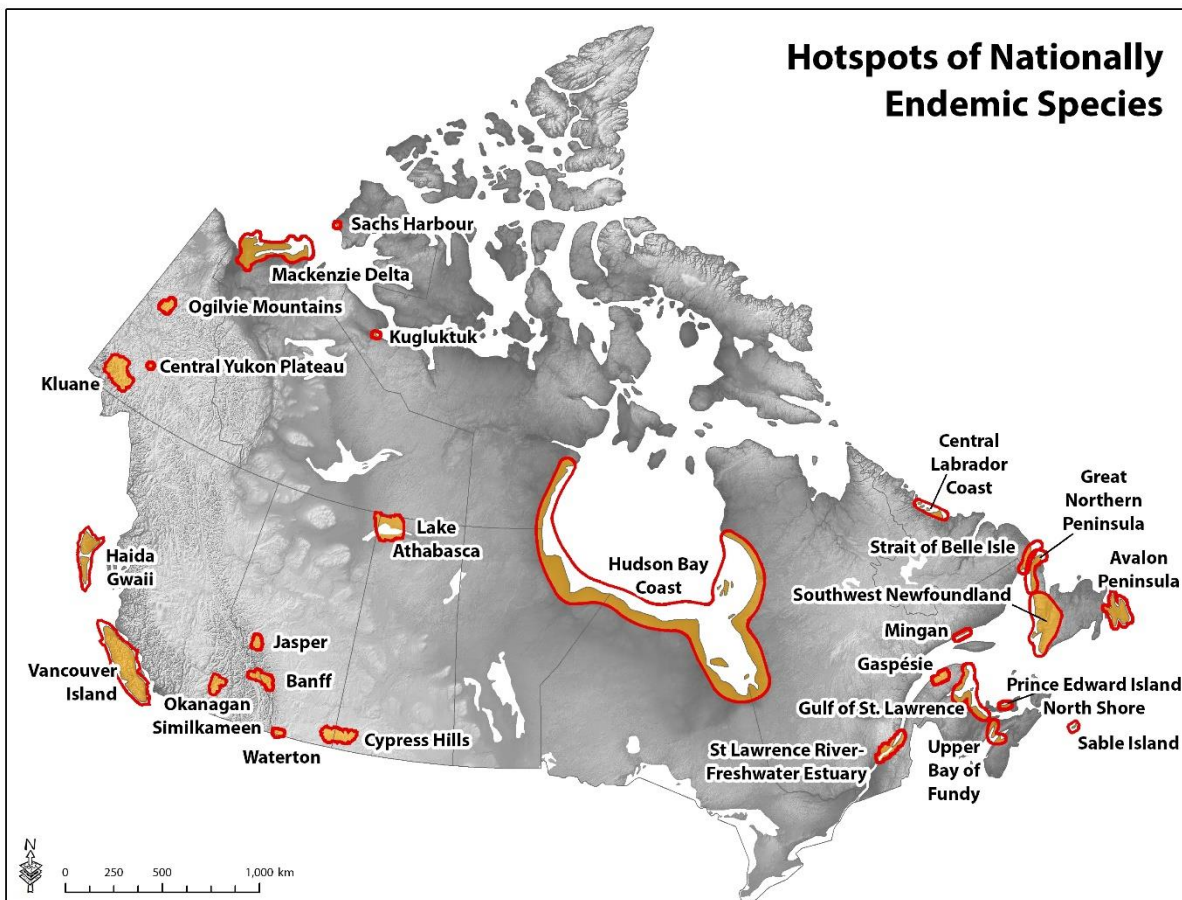 Hotspots of Nationally
Endemic Species
Sachs Harbour
Mackenzie Delta
Ogilvie Mountains
Kugluktuk
Central Yukon Plateau
Kluane
Central
Labrador
Coast
Great
Northern
Peninsula
Lake
Athabasca
Haida
Gwaii
Hudson Bay
Coast
Strait of Belle Isle
Avalon
Peninsula
Southwest Newfoundland
Mingan
Jasper
Vancouver
Island
Banff
Gaspésie
Okanagan
Similkameen
Prince Edward Island
North Shore
Gulf of St. Lawrence
Waterton
Cypress Hills
Sable Island
St Lawrence River-
Freshwater Estuary
Upper
Bay of
Fundy
N
0 250 500 1,000 km